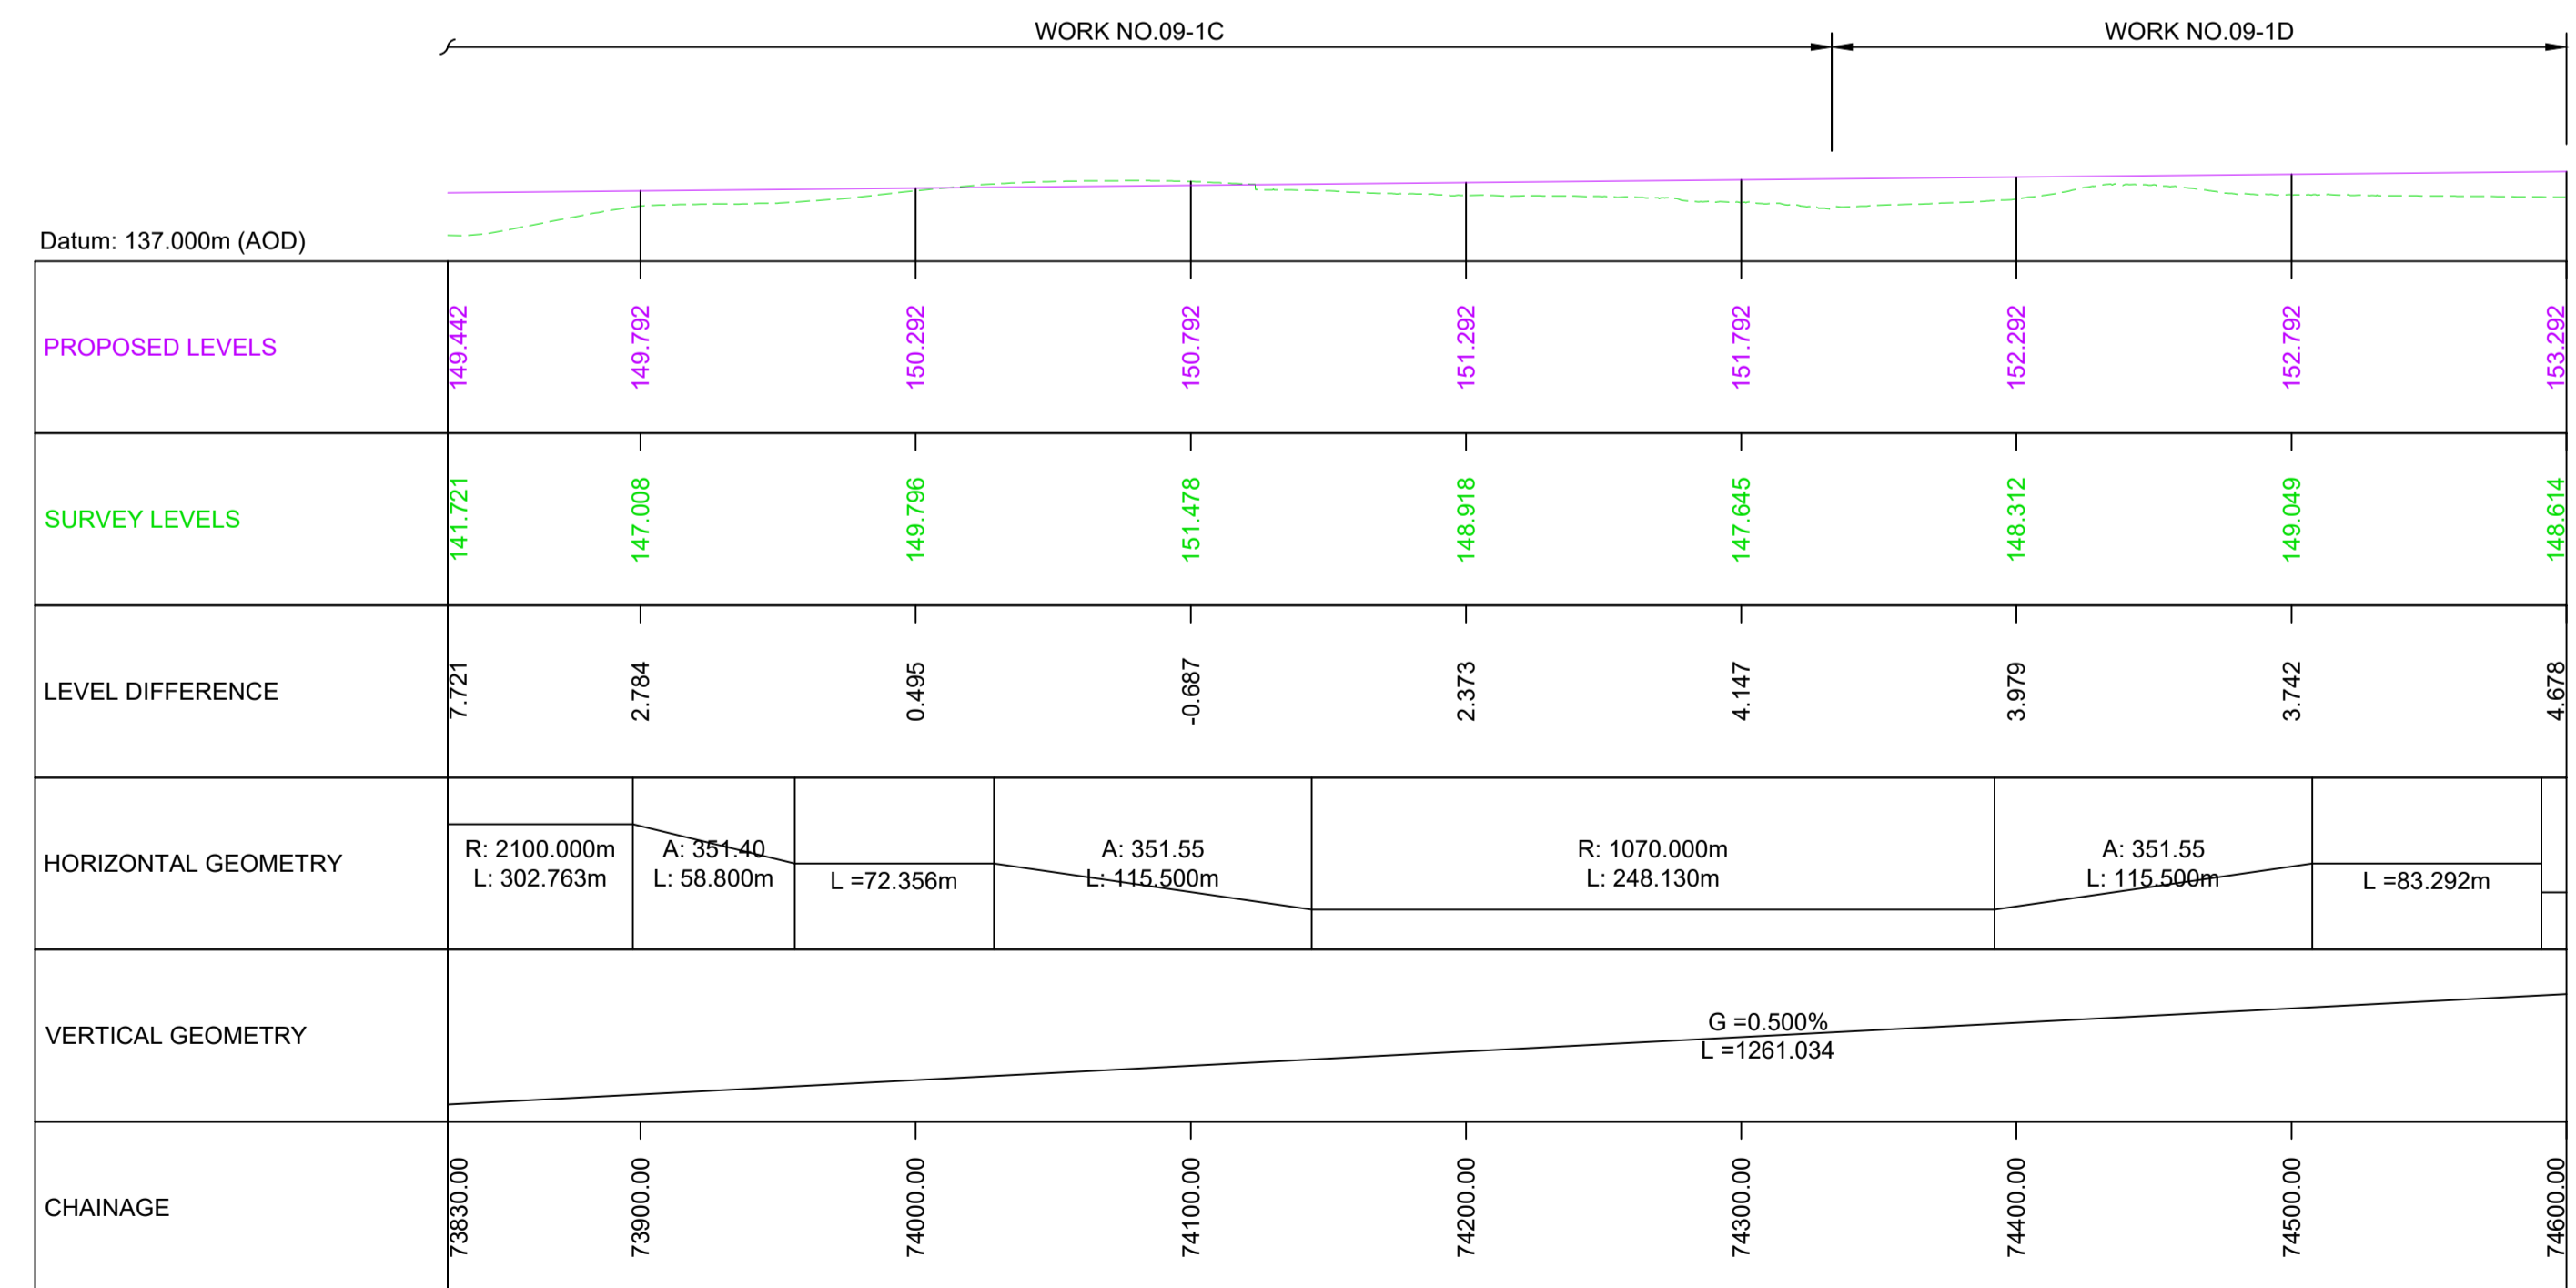 WORK NO.09-1C
WORK NO.09-1D
Datum: 137.000m (AOD)
PROPOSED LEVELS
149.442
149.792
150.292
150.792
151.292
151.792
152.292
152.792
153.292
SURVEY LEVELS
141.721
147.008
149.796
151.478
148.918
147.645
148.312
149.049
148.614
LEVEL DIFFERENCE
7.721
2.784
0.495
-0.687
2.373
4.147
3.979
3.742
4.678
HORIZONTAL GEOMETRY
R: 2100.000m
L: 302.763m
A: 351.40
L: 58.800m
L =72.356m
A: 351.55
L: 115.500m
R: 1070.000m
L: 248.130m
A: 351.55
L: 115.500m
L =83.292m
VERTICAL GEOMETRY
G =0.500%
L =1261.034
CHAINAGE
73830.00
73900.00
74000.00
74100.00
74200.00
74300.00
74400.00
74500.00
74600.00